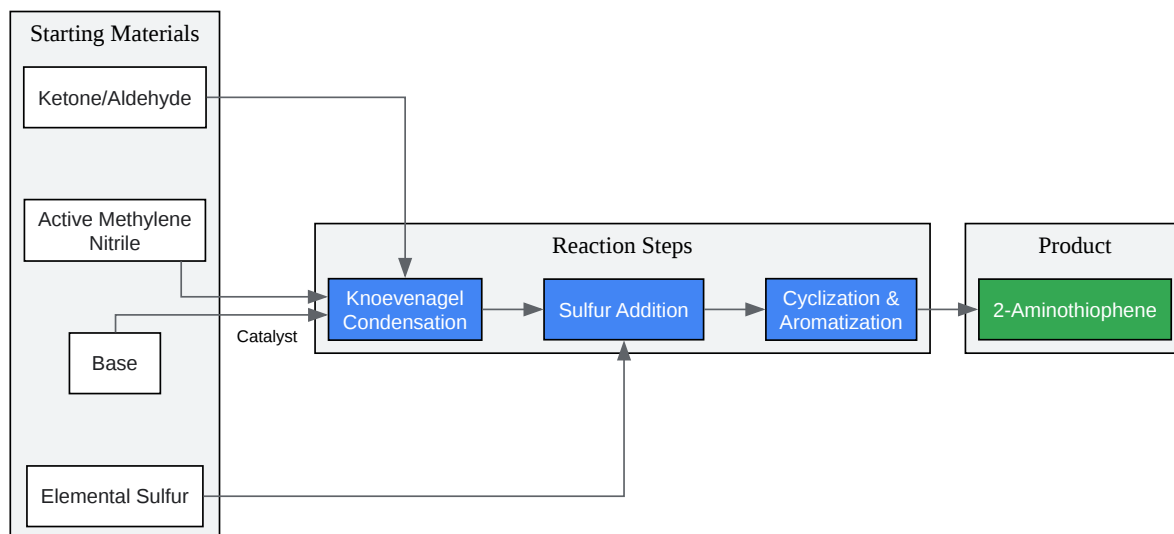 Starting Materials
Ketone/Aldehyde
Active Methylene
Nitrile
Base
Elemental Sulfur
Catalyst
Reaction Steps
Knoevenagel
Condensation
Sulfur Addition
Cyclization &
Aromatization
Product
2-Aminothiophene